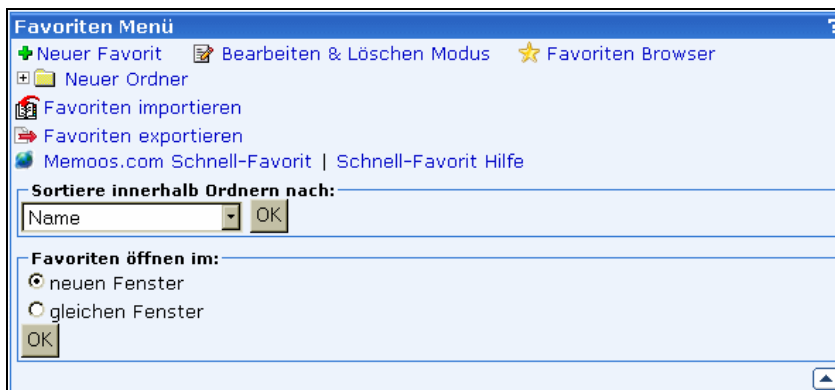 Favoriten Menü ?
Neuer Favorit Bearbeiten & Löschen Modus Favoriten Browser
Neuer Ordner
Favoriten importieren
Favoriten exportieren
Memoos.com Schnell-Favorit | Schnell-Favorit Hilfe
Sortiere innerhalb Ordnern nach:
Name OK
Favoriten öffnen im:
neuen Fenster
gleichen Fenster
OK